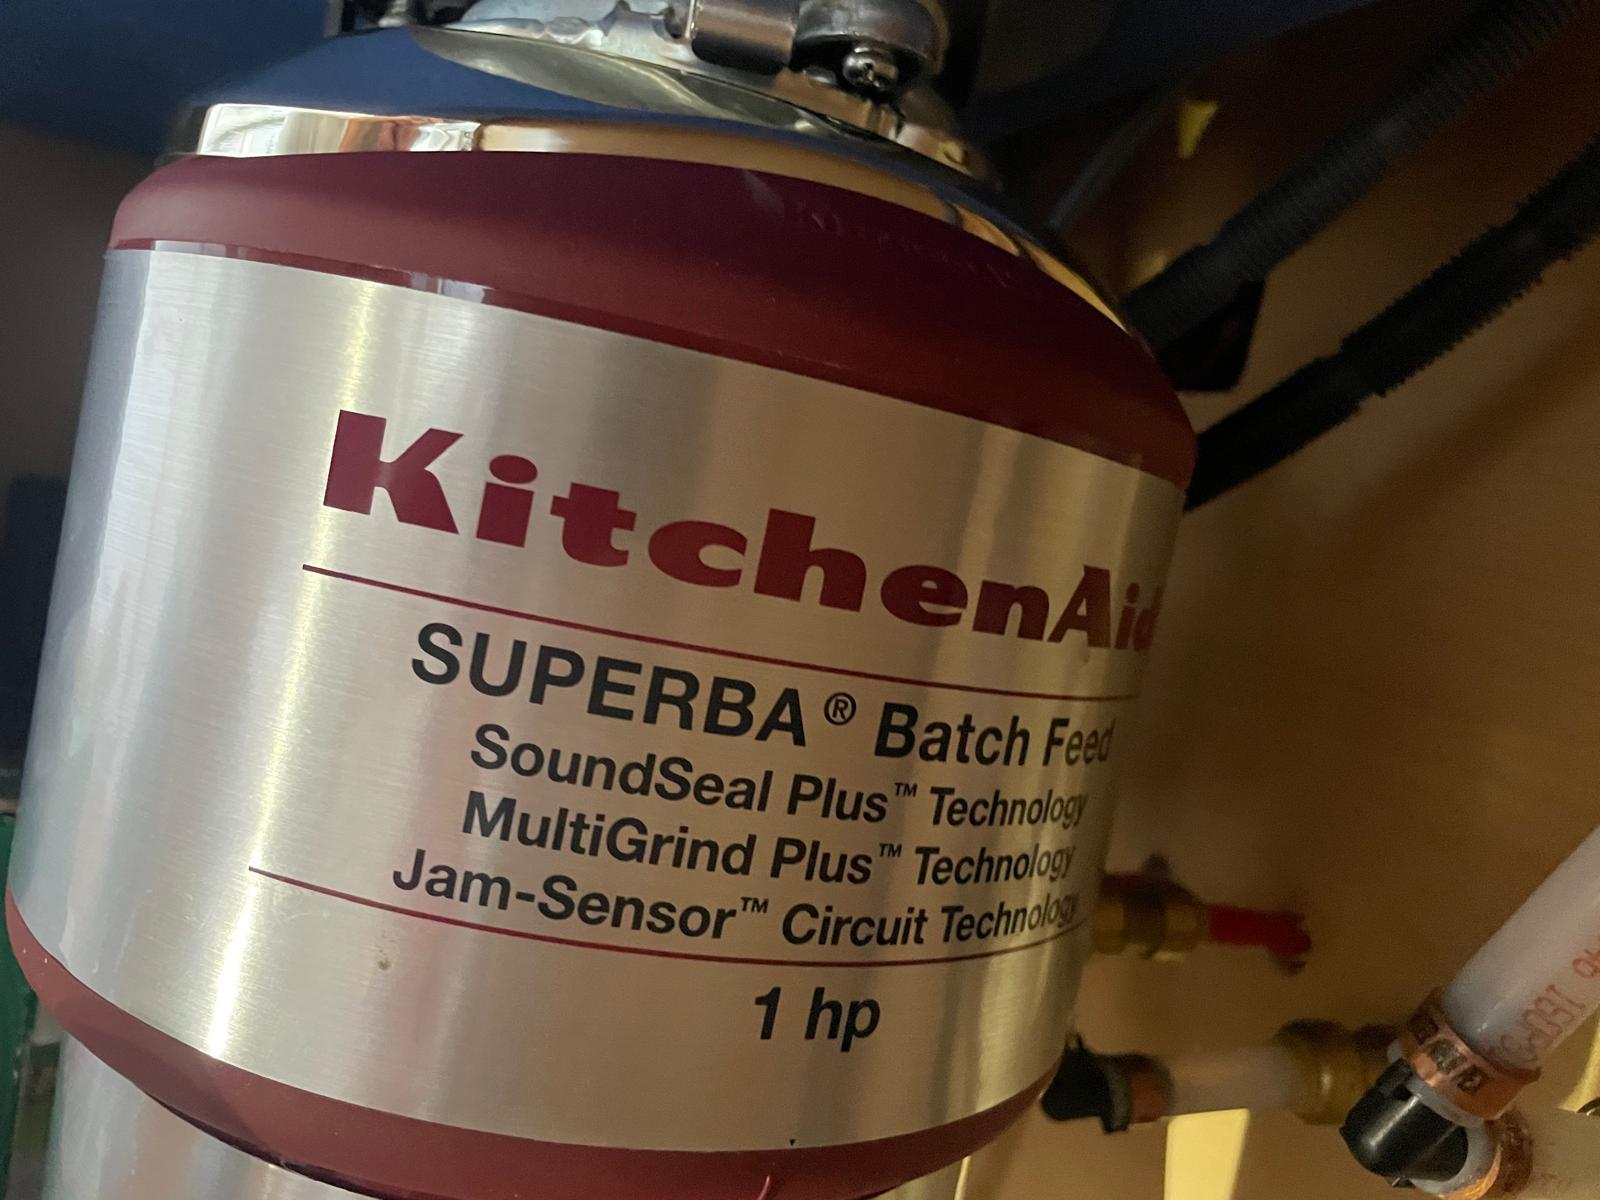 KitchenAid
SUPERBA® Batch Feed
SoundSeal Plus™ Technology
MultiGrind Plus™ Technology
Jam-Sensor™ Circuit Technology
1 hp